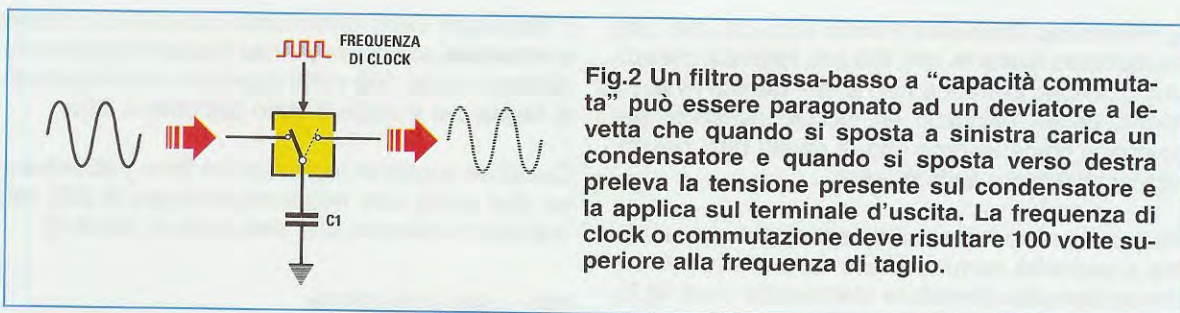 FREQUENZA
DI CLOCK
C1
Fig.2 Un filtro passa-basso a “capacità commuta-
ta” può essere paragonato ad un deviatore a le-
vetta che quando si sposta a sinistra carica un
condensatore e quando si sposta verso destra
preleva la tensione presente sul condensatore e
la applica sul terminale d'uscita. La frequenza di
clock o commutazione deve risultare 100 volte su-
periore alla frequenza di taglio.